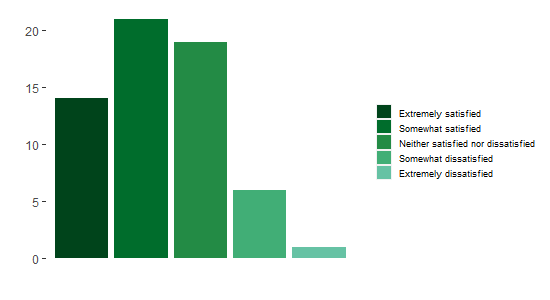 20
15
10
5
0
Extremely satisfied
Somewhat satisfied
Neither satisfied nor dissatisfied
Somewhat dissatisfied
Extremely dissatisfied